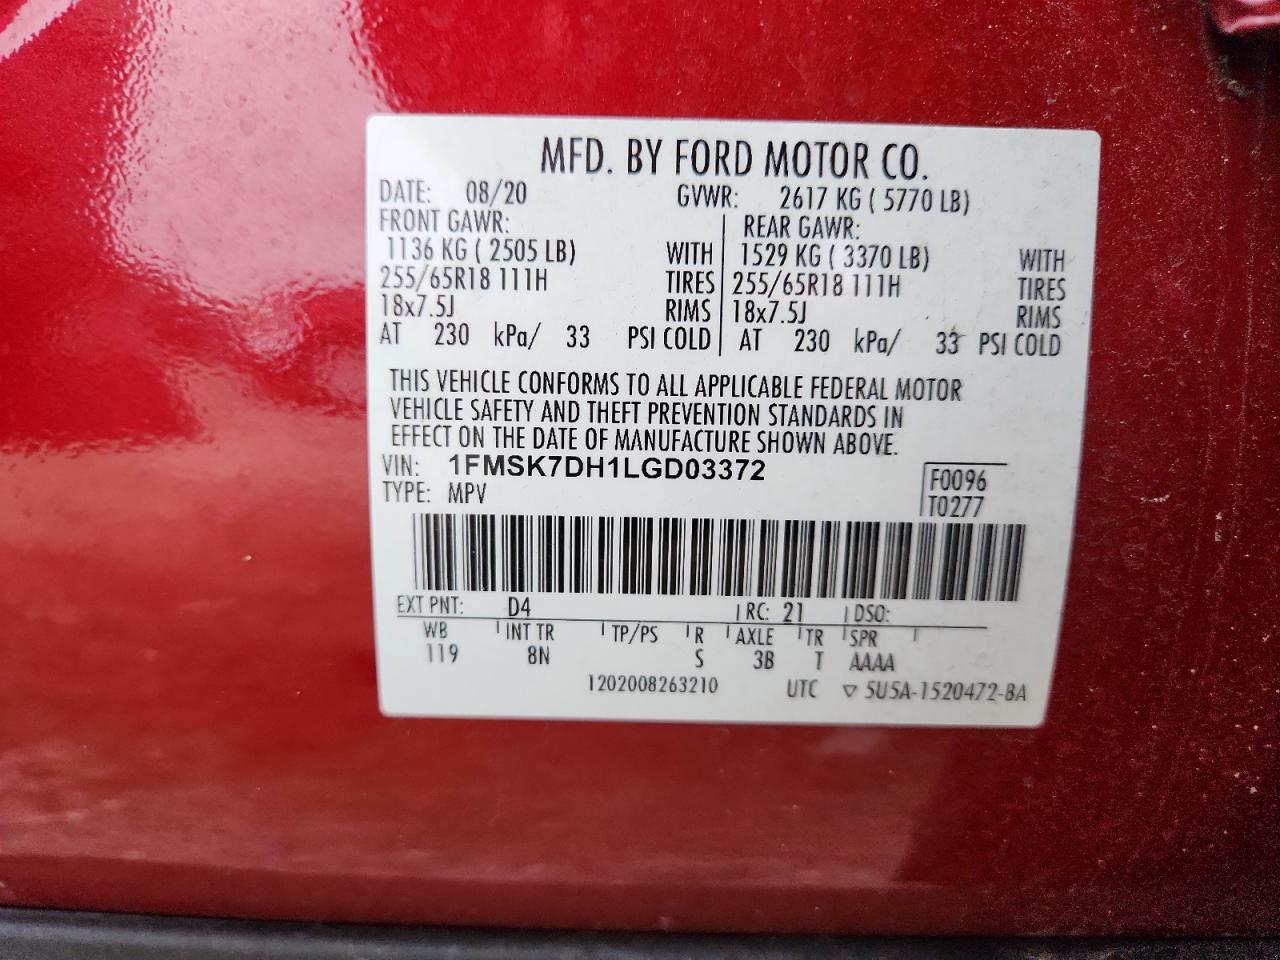 MFD. BY FORD MOTOR CO.
DATE: 08/20 GVWR: 2617 KG ( 5770 LB)
FRONT GAWR: REAR GAWR:
1136 KG ( 2505 LB) WITH 1529 KG ( 3370 LB) WITH
255/65R18 111H TIRES 255/65R18 111H TIRES
18x7.5J RIMS 18x7.5J RIMS
AT 230 kPa/ 33 PSI COLD AT 230 kPa/ 33 PSI COLD
THIS VEHICLE CONFORMS TO ALL APPLICABLE FEDERAL MOTOR
VEHICLE SAFETY AND THEFT PREVENTION STANDARDS IN
EFFECT ON THE DATE OF MANUFACTURE SHOWN ABOVE.
VIN: 1FMSK7DH1LGD03372 F0096
TYPE: MPV T0277
EXT PNT: D4 RC: 21 DSO:
WB INT TR TP/PS R AXLE TR SPR
119 8N S 3B T AAAA
1202008263210 UTC ▽ 5U5A-1520472-BA